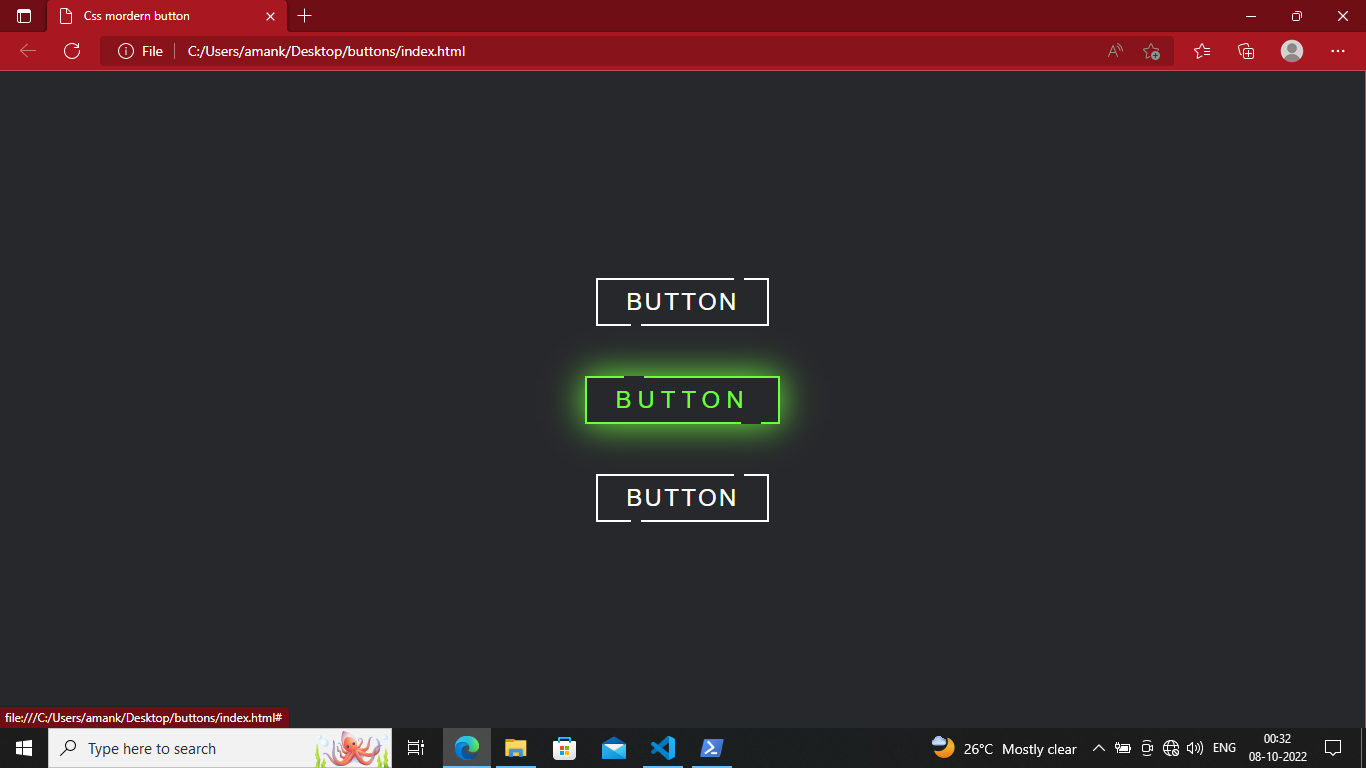 Css mordern button
File C:/Users/amank/Desktop/buttons/index.html
BUTTON
BUTTON
BUTTON
file:///C:/Users/amank/Desktop/buttons/index.html#
Type here to search
26°C Mostly clear
ENG
00:32
08-10-2022